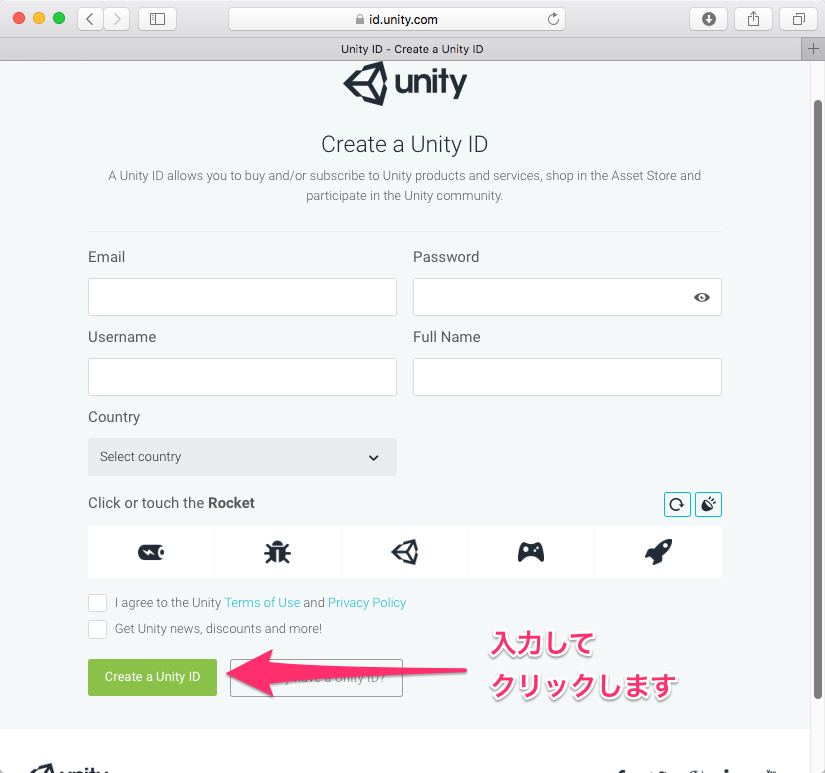 id.unity.com
Unity ID - Create a Unity ID
unity
Create a Unity ID
A Unity ID allows you to buy and/or subscribe to Unity products and services, shop in the Asset Store and
participate in the Unity community.
Email
Password
Username
Full Name
Country
Select country
Click or touch the Rocket
I agree to the Unity Terms of Use and Privacy Policy
Get Unity news, discounts and more!
入力して
クリックします
Create a Unity ID
have a Unity ID?
unity